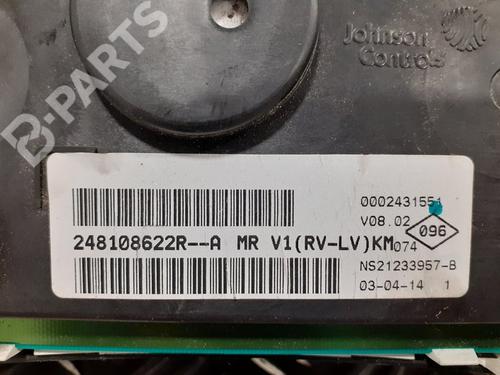 B-PARTS
Johnson
Controls
0002431551
V08.02
096
248108622R--A MR V1(RV-LV)KM
074
NS21233957-B
03-04-14 1